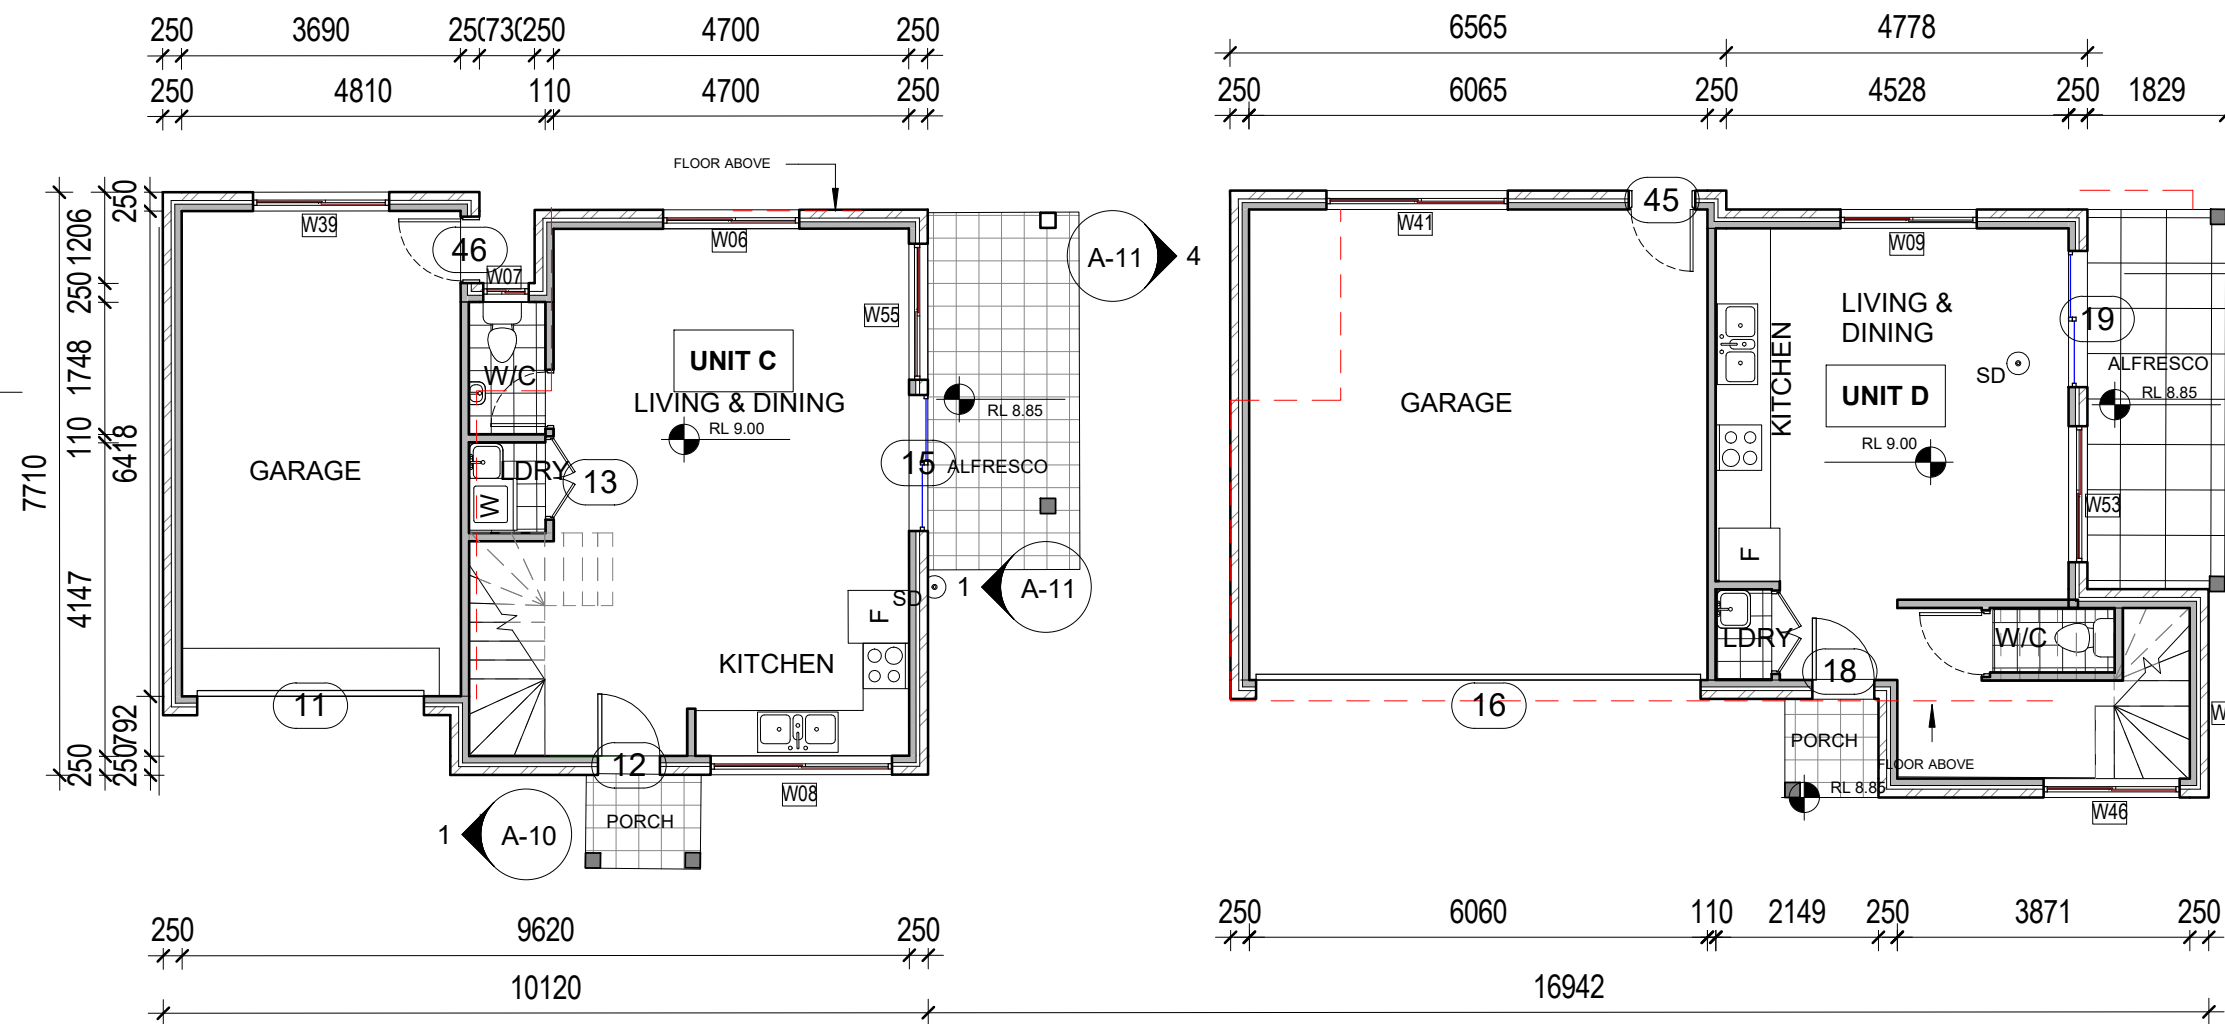 250 3690 250 730 250 4700 250
6565 4778
250 4810 110 4700 250
250 6065 250 4528 250 1829
FLOOR ABOVE
250
1206
250
1748
110
6418
7710
4147
792
250
250
W39
46
W07
W06
A-11 4
W41
45
W09
W55
LIVING &
DINING
19
UNIT C
W/C
KITCHEN
SD
ALFRESCO
LIVING & DINING
RL 8.85
GARAGE
UNIT D
RL 8.85
RL 9.00
RL 9.00
GARAGE
LDRY
13
15
ALFRESCO
W
W53
F
SD
1 A-11
F
KITCHEN
LDRY
18
W/C
11
16
W
12
PORCH
FLOOR ABOVE
W08
RL 8.85
W46
1 A-10
PORCH
250 9620 250
250 6060 110 2149 250 3871 250
10120 16942